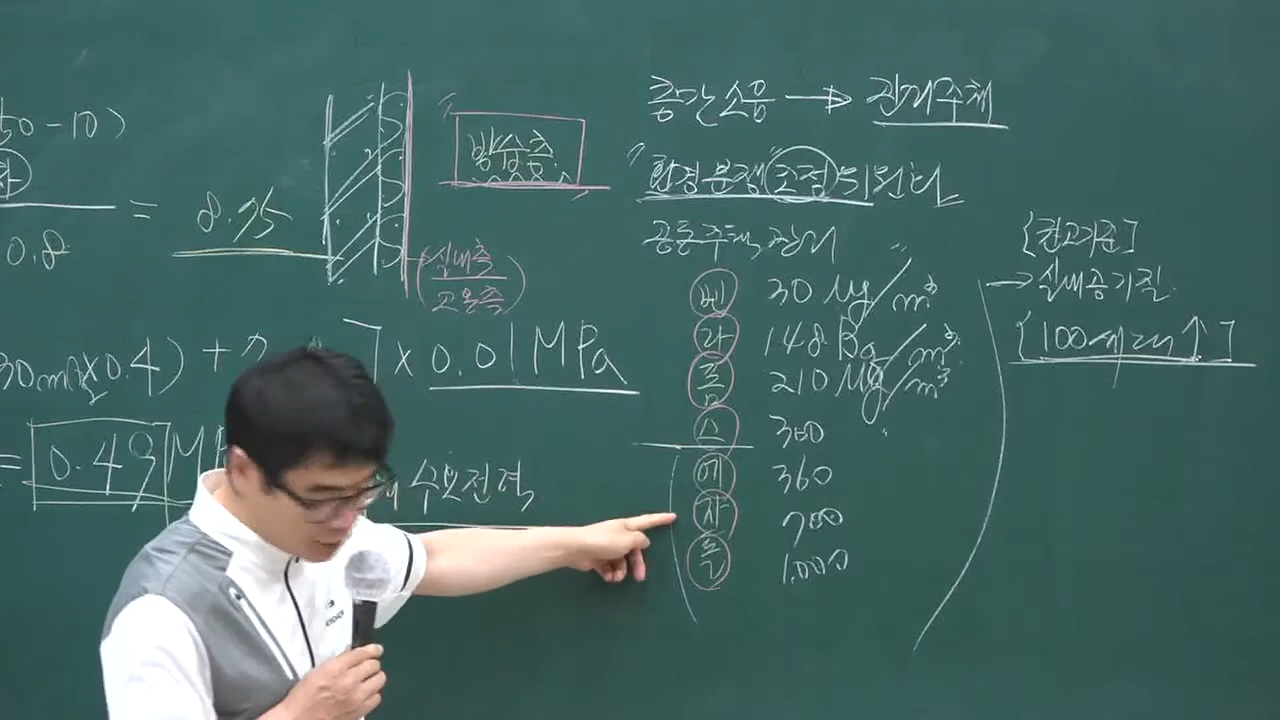 50-10)
0.8
= 8.75
방습층
실내측
고온측
30cm²×0.4) + 2 ] × 0.01MPa
= 0.49 MP
수요전력
층간소음 → 관리주체
"환경분쟁"조정"위원회
공동주택관리
벤 30 μg/m³
라 148 Bq/m³
폼 210 μg/m³
스 300 "
에 360
자 700
톨 1,000
[권고기준]
→ 실내공기질
[100세대↑]